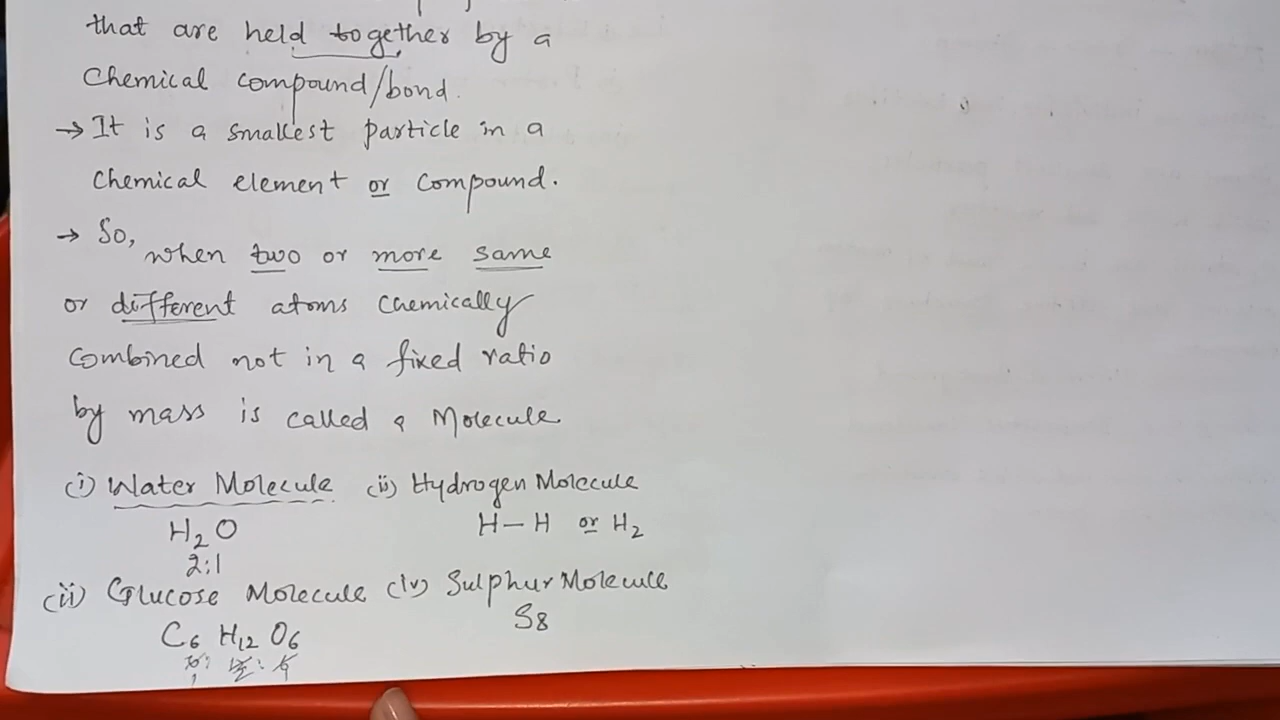 that are held together by a
Chemical compound/bond.
→ It is a smallest particle in a
Chemical element or Compound.
→ So, when two or more same
or different atoms Chemically
Combined not in a fixed ratio
by mass is called a Molecule
(i) Water Molecule (ii) Hydrogen Molecule
H2O H-H or H2
2:1
(ii) Glucose Molecule (iv) Sulphur Molecule
C6 H12 O6 S8